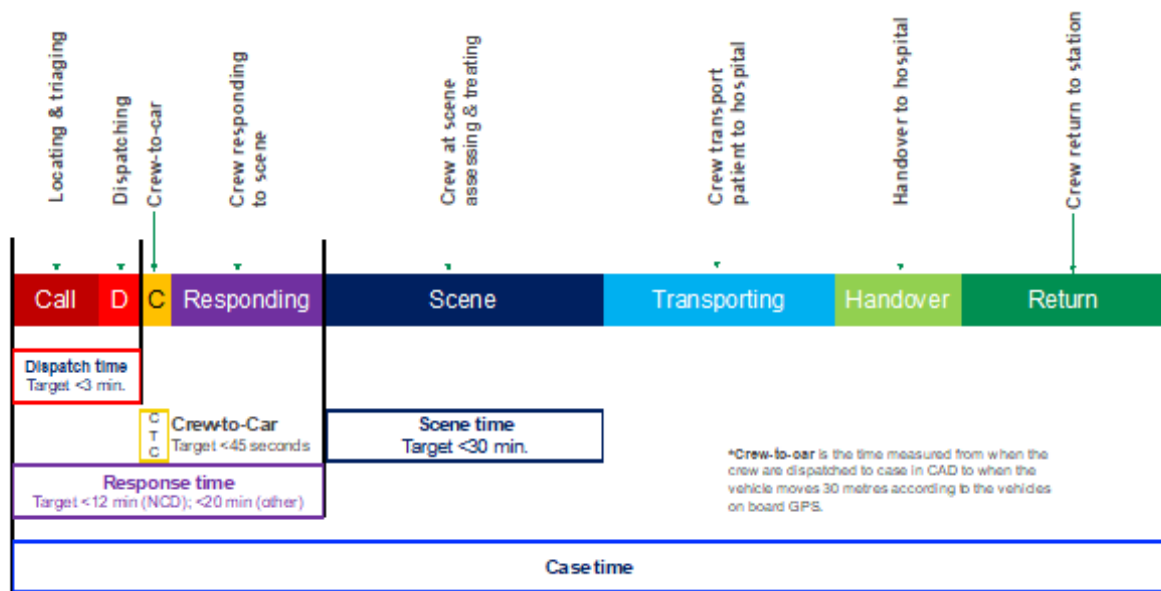 Locating & triaging
Dispatching
Crew-to-car
Crew responding
to scene
Crew at scene
assessing & treating
Crew transport
patient to hospital
Handover to hospital
Crew return to station
Call
D
C
Responding
Scene
Transporting
Handover
Return
Dispatch time
Target <3 min.
C
T
C
Crew-to-Car
Target <45 seconds
Scene time
Target <30 min.
Response time
Target <12 min (NCD); <20 min (other)
*Crew-to-car is the time measured from when the
crew are dispatched to case in CAD to when the
vehicle moves 30 metres according to the vehicles
on board GPS.
Case time